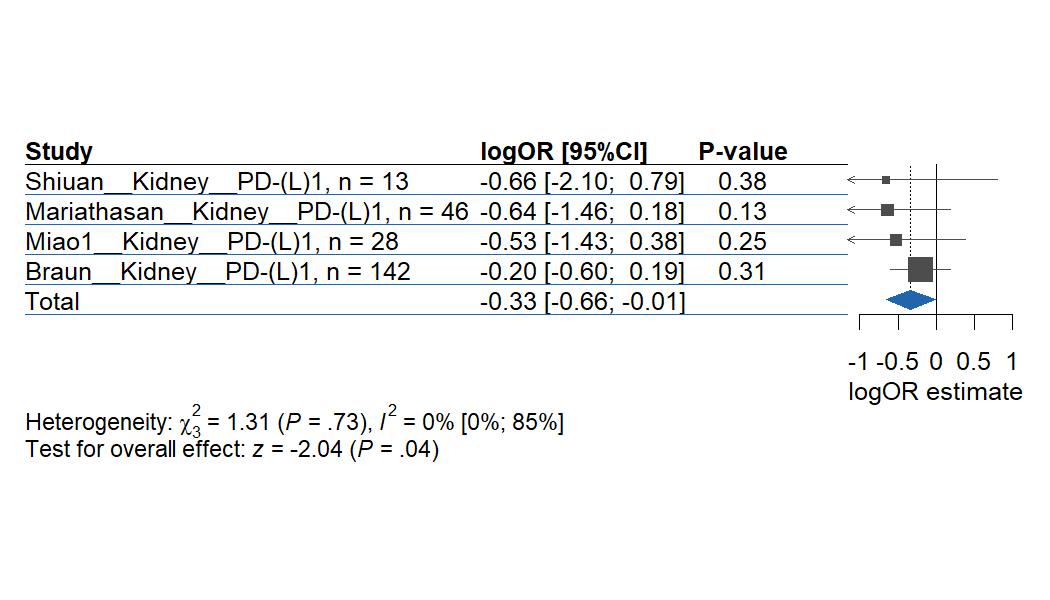 Study logOR [95%CI] P-value
Shiuan__Kidney__PD-(L)1, n = 13 -0.66 [-2.10; 0.79] 0.38
Mariathasan__Kidney__PD-(L)1, n = 46 -0.64 [-1.46; 0.18] 0.13
Miao1__Kidney__PD-(L)1, n = 28 -0.53 [-1.43; 0.38] 0.25
Braun__Kidney__PD-(L)1, n = 142 -0.20 [-0.60; 0.19] 0.31
Total -0.33 [-0.66; -0.01]
-1 -0.5 0 0.5 1
logOR estimate
Heterogeneity: χ²₃ = 1.31 (P = .73), I² = 0% [0%; 85%]
Test for overall effect: z = -2.04 (P = .04)